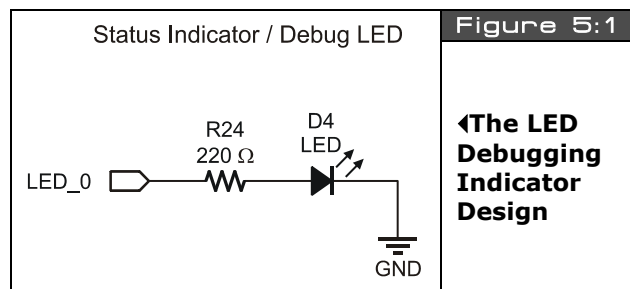 Status Indicator / Debug LED
R24
220 Ω
D4
LED
LED_0
GND
Figure 5:1
The LED
Debugging
Indicator
Design